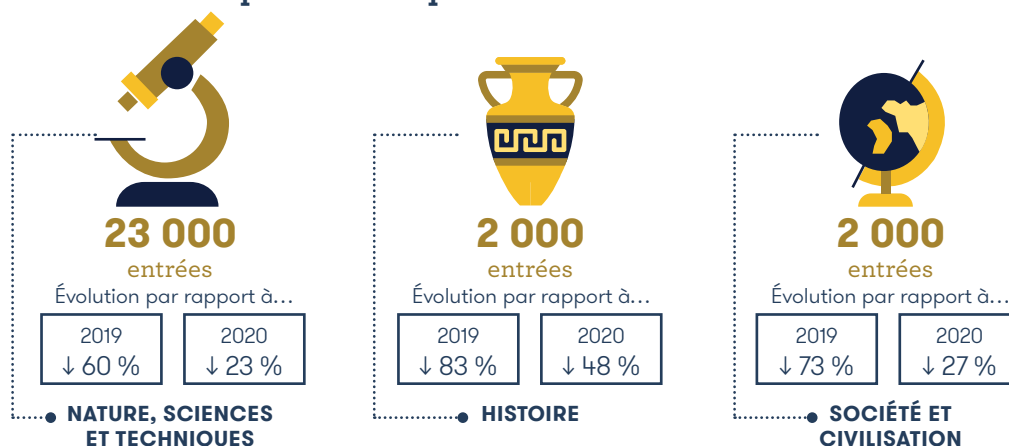 23 000
entrées
Évolution par rapport à...
2019
↓ 60 %
2020
↓ 23 %
NATURE, SCIENCES
ET TECHNIQUES
2 000
entrées
Évolution par rapport à...
2019
↓ 83 %
2020
↓ 48 %
HISTOIRE
2 000
entrées
Évolution par rapport à...
2019
↓ 73 %
2020
↓ 27 %
SOCIÉTÉ ET
CIVILISATION